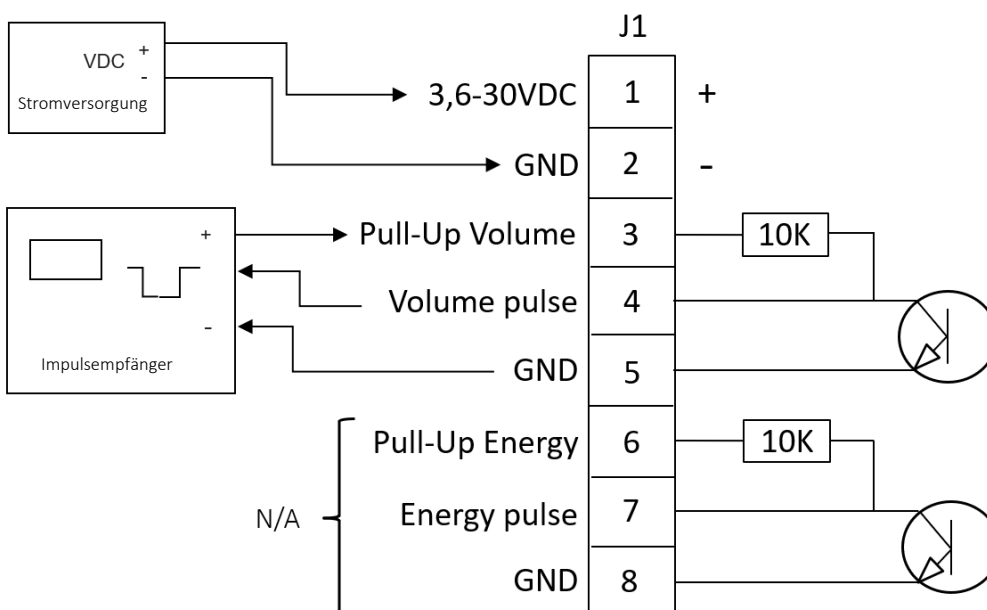 J1
VDC
+
-
Stromversorgung
3,6-30VDC
1
+
GND
2
-
+
-
Impulsempfänger
Pull-Up Volume
3
10K
Volume pulse
4
GND
5
N/A
Pull-Up Energy
6
10K
Energy pulse
7
GND
8